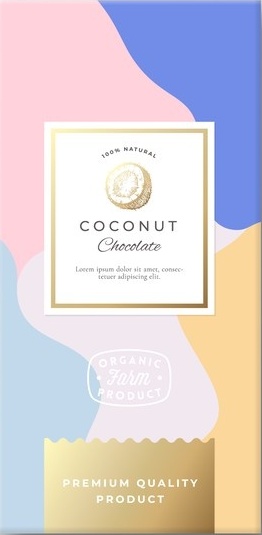 100% NATURAL
COCONUT
Chocolate
Lorem ipsum dolor sit amet, consec-
tetuer adipiscing elit.
ORGANIC
Farm
PRODUCT
PREMIUM QUALITY
PRODUCT